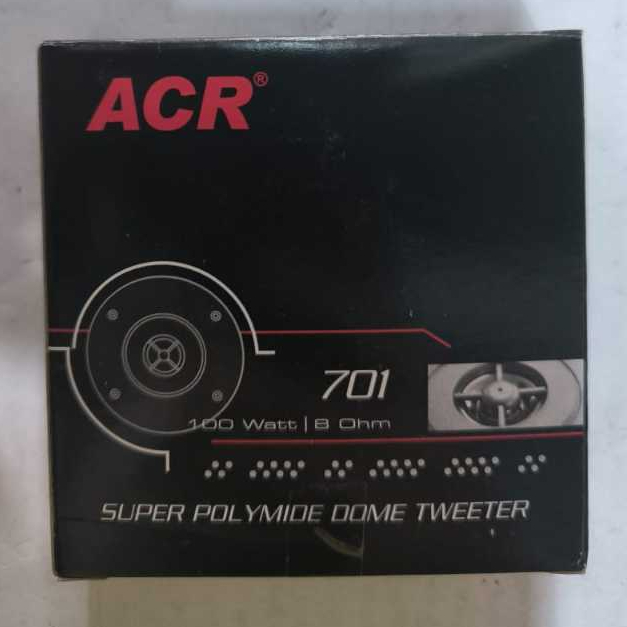 ACR®
701
100 Watt | 8 Ohm
SUPER POLYMIDE DOME TWEETER